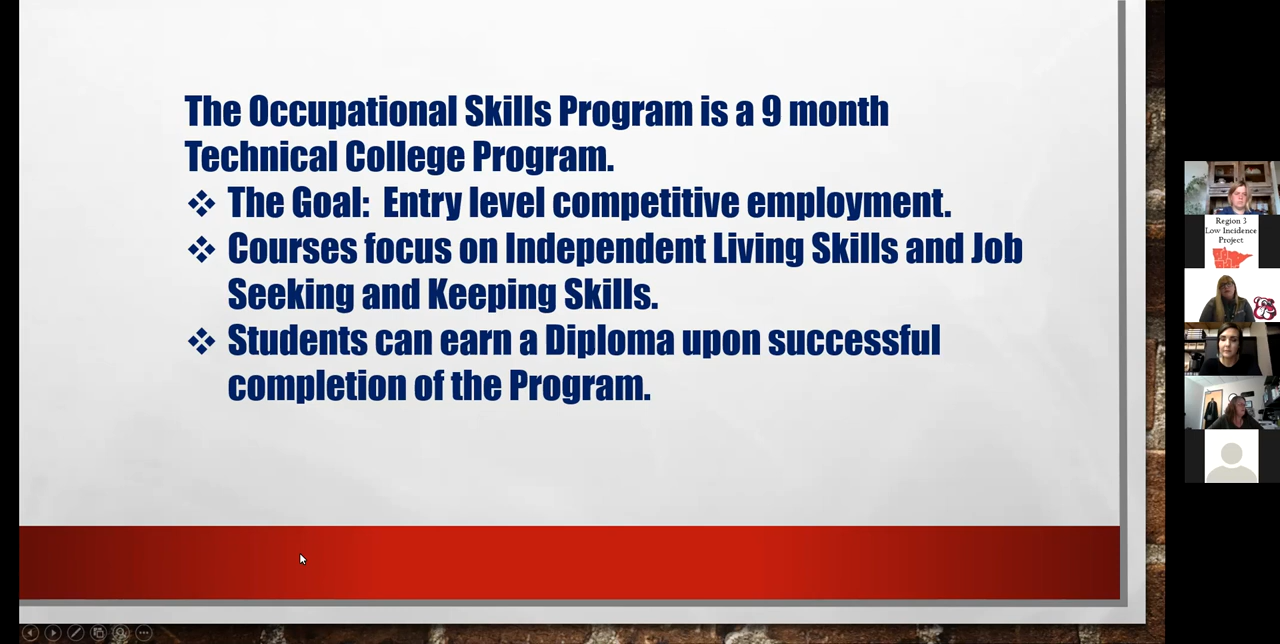 The Occupational Skills Program is a 9 month
Technical College Program.
❖ The Goal:  Entry level competitive employment.
❖ Courses focus on Independent Living Skills and Job
Seeking and Keeping Skills.
❖ Students can earn a Diploma upon successful
completion of the Program.
Region 3
Low Incidence
Project